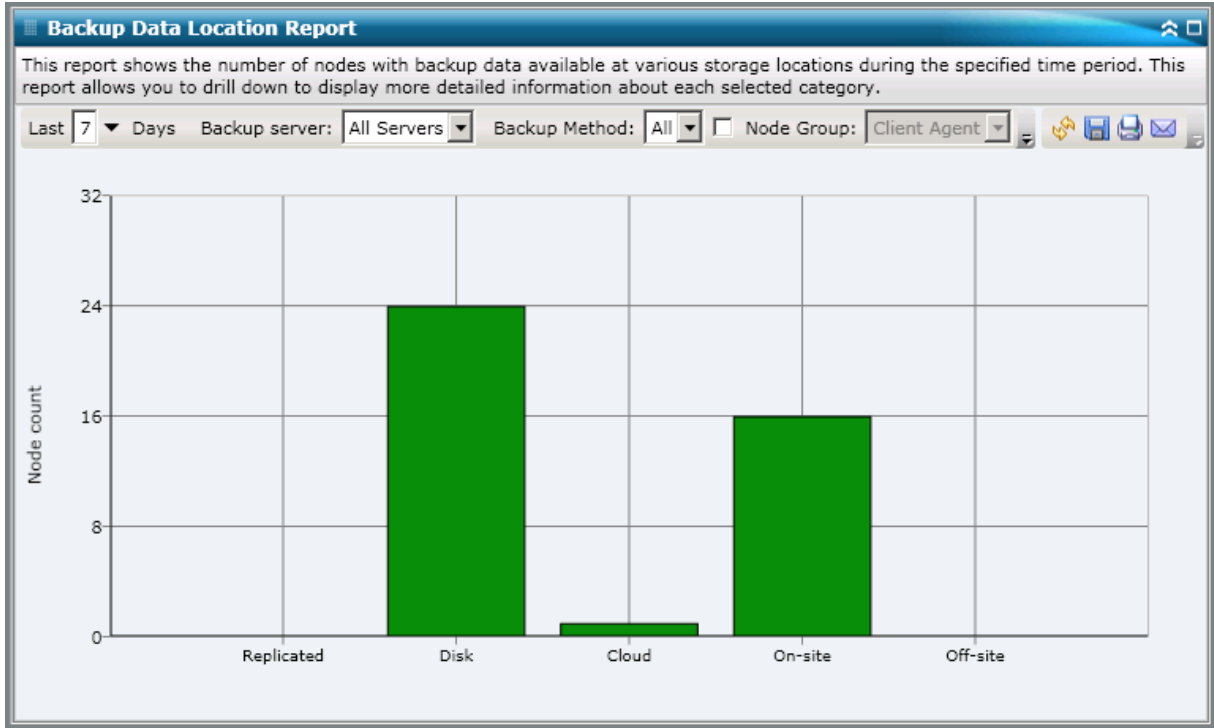 Backup Data Location Report
This report shows the number of nodes with backup data available at various storage locations during the specified time period. This
report allows you to drill down to display more detailed information about each selected category.
Last 7 Days Backup server: All Servers Backup Method: All Node Group: Client Agent
32
24
16
8
0
Node count
Replicated Disk Cloud On-site Off-site